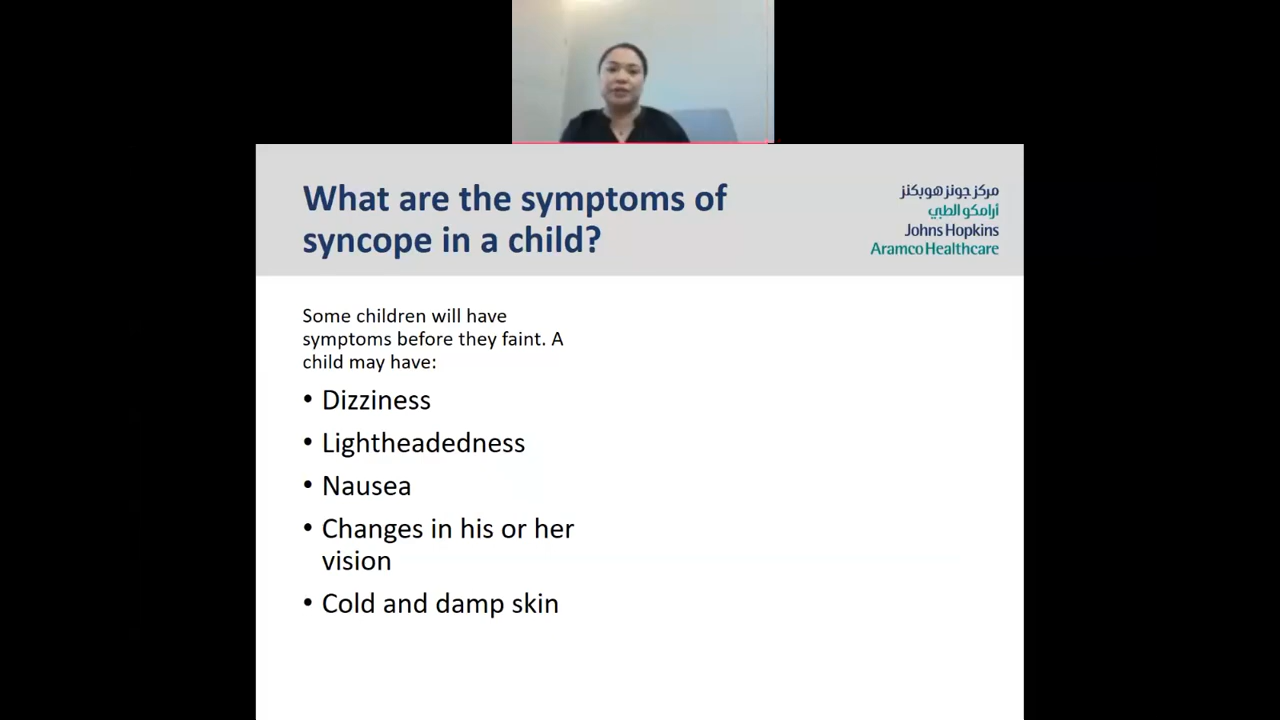 What are the symptoms of
syncope in a child?
مركز جونز هوبكنز
أرامكو الطبي
Johns Hopkins
Aramco Healthcare
Some children will have
symptoms before they faint. A
child may have:
• Dizziness
• Lightheadedness
• Nausea
• Changes in his or her
vision
• Cold and damp skin